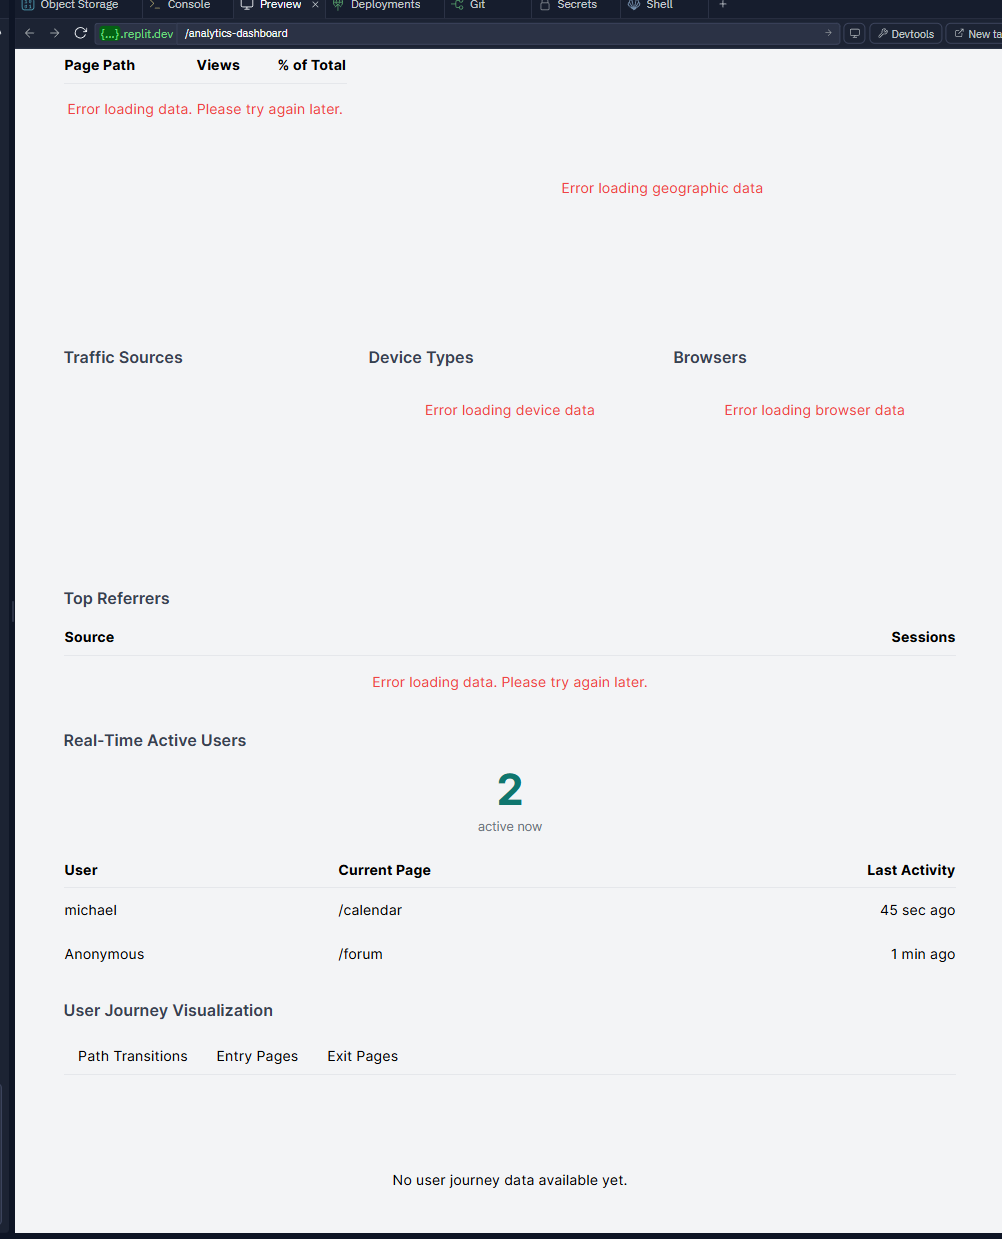 Object Storage Console Preview × Deployments Git Secrets Shell +
{...}.replit.dev /analytics-dashboard Devtools New ta
Page Path Views % of Total
Error loading data. Please try again later.
Error loading geographic data
Traffic Sources Device Types Browsers
Error loading device data Error loading browser data
Top Referrers
Source Sessions
Error loading data. Please try again later.
Real-Time Active Users
2
active now
User Current Page Last Activity
michael /calendar 45 sec ago
Anonymous /forum 1 min ago
User Journey Visualization
Path Transitions Entry Pages Exit Pages
No user journey data available yet.